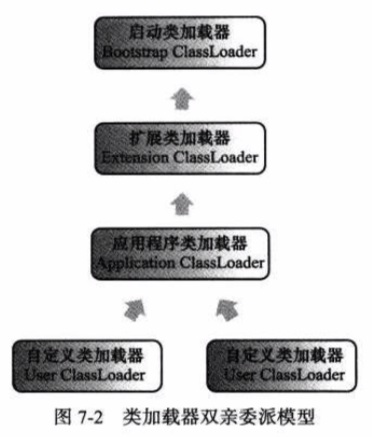 启动类加载器
Bootstrap ClassLoader
扩展类加载器
Extension ClassLoader
应用程序类加载器
Application ClassLoader
自定义类加载器
User ClassLoader
自定义类加载器
User ClassLoader
图 7-2 类加载器双亲委派模型